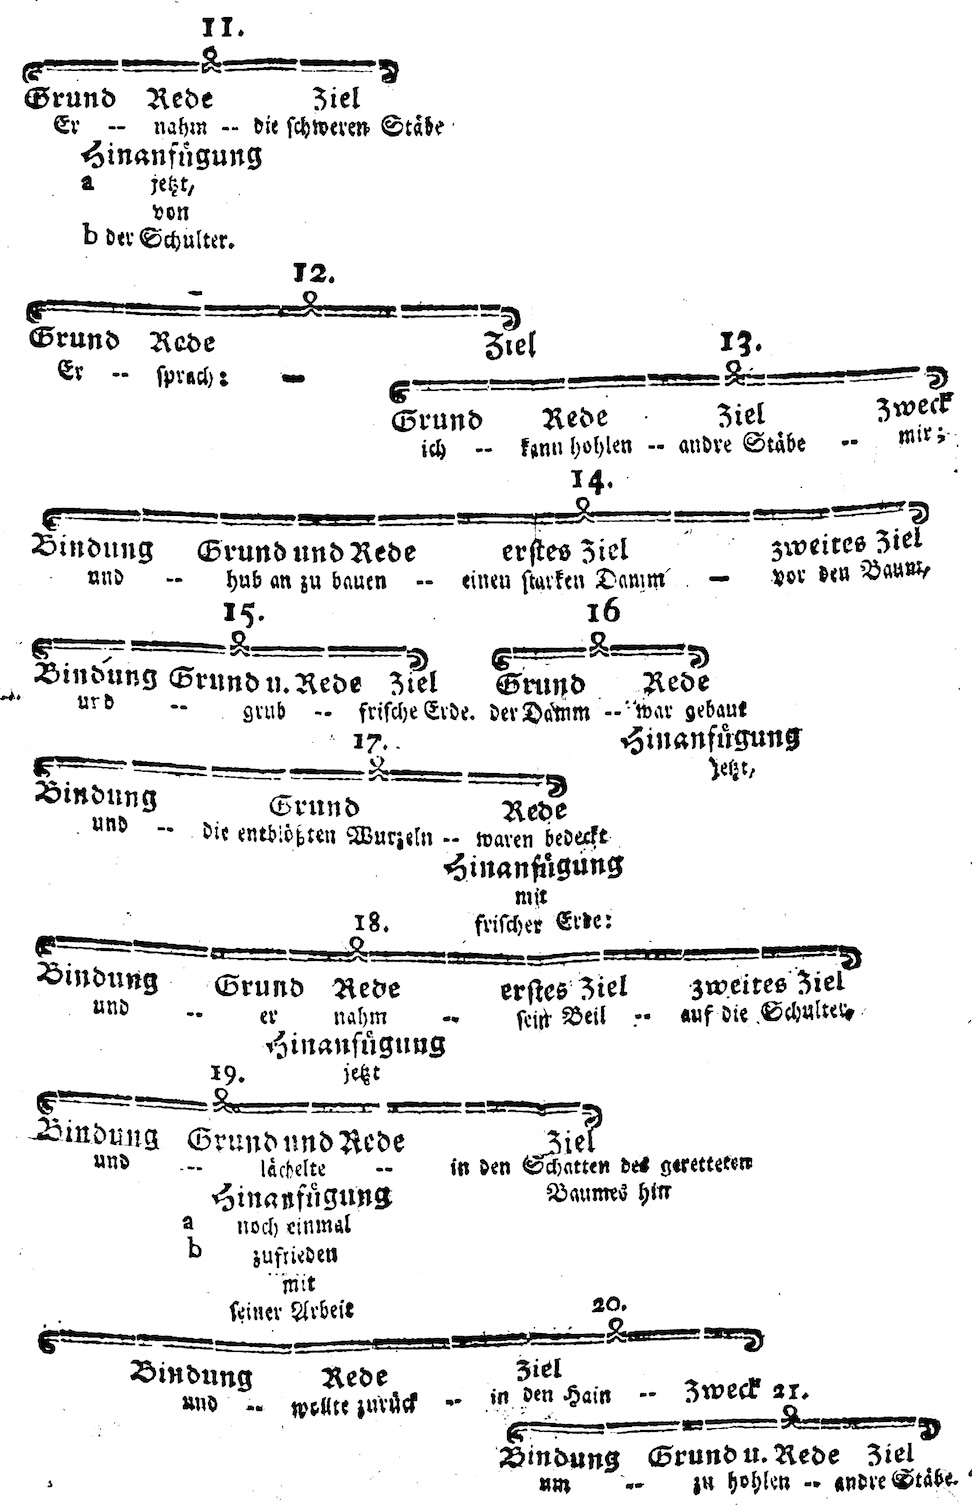 11.
Grund Rede Ziel
Er -- nahm -- die schweren Stäbe
Hinanfügung
a jetzt,
von
b der Schulter.
12.
Grund Rede Ziel
Er -- sprach: --
13.
Grund Rede Ziel Zweck
ich -- kann hohlen -- andre Stäbe -- mir;
14.
Bindung Grund und Rede erstes Ziel zweites Ziel
und -- hub an zu bauen -- einen starken Damm -- vor den Baum,
15. 16
Bindung Grund u. Rede Ziel Grund Rede
und -- grub -- frische Erde. der Damm -- war gebaut
Hinanfügung
Jetzt,
17.
Bindung Grund Rede
und -- die entblößten Wurzeln -- waren bedeckt
Hinanfügung
mit
frischer Erde:
18.
Bindung Grund Rede erstes Ziel zweites Ziel
und -- er nahm -- sein Beil -- auf die Schulter,
Hinanfügung
jetzt
19.
Bindung Grund und Rede Ziel
und -- lächelte -- in den Schatten des geretteten
Hinanfügung Baumes hin
a noch einmal
b zufrieden
mit
seiner Arbeit
20.
Bindung Rede Ziel
und -- wollte zurück -- in den Hain -- Zweck 21.
Bindung Grund u. Rede Ziel
um -- zu hohlen -- andre Stäbe.